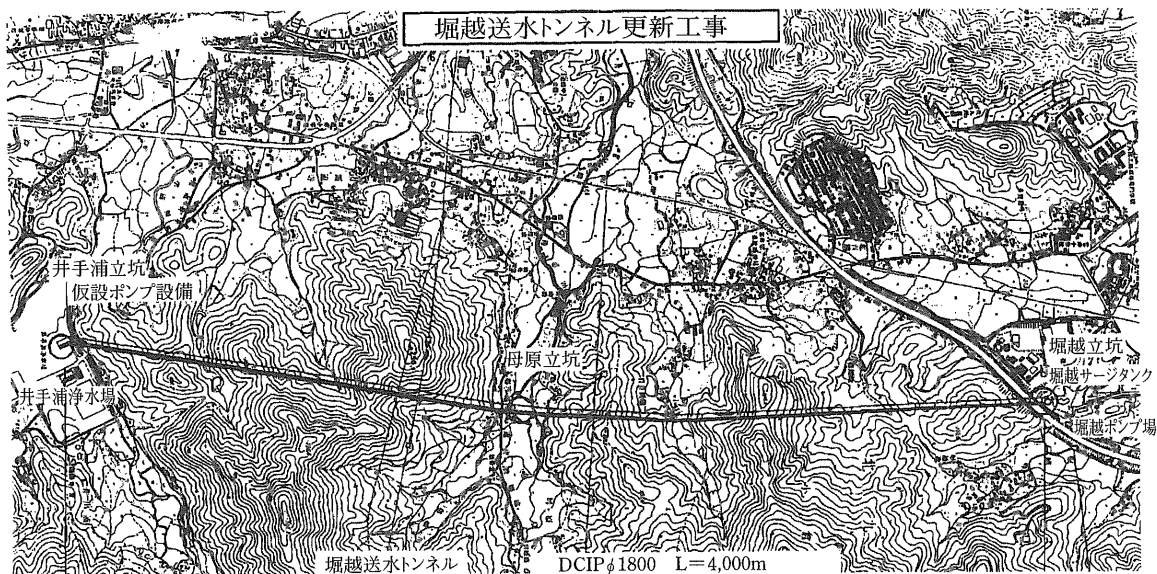 堀越送水トンネル更新工事
井手浦立坑
仮設ポンプ設備
井手浦浄水場
母原立坑
堀越立坑
堀越サージタンク
堀越ポンプ場
堀越送水トンネル DCIPφ1800 L=4,000m